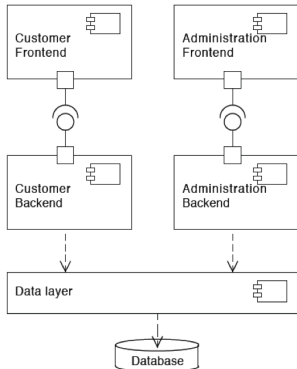 Customer
Frontend
Administration
Frontend
Customer
Backend
Administration
Backend
Data layer
Database